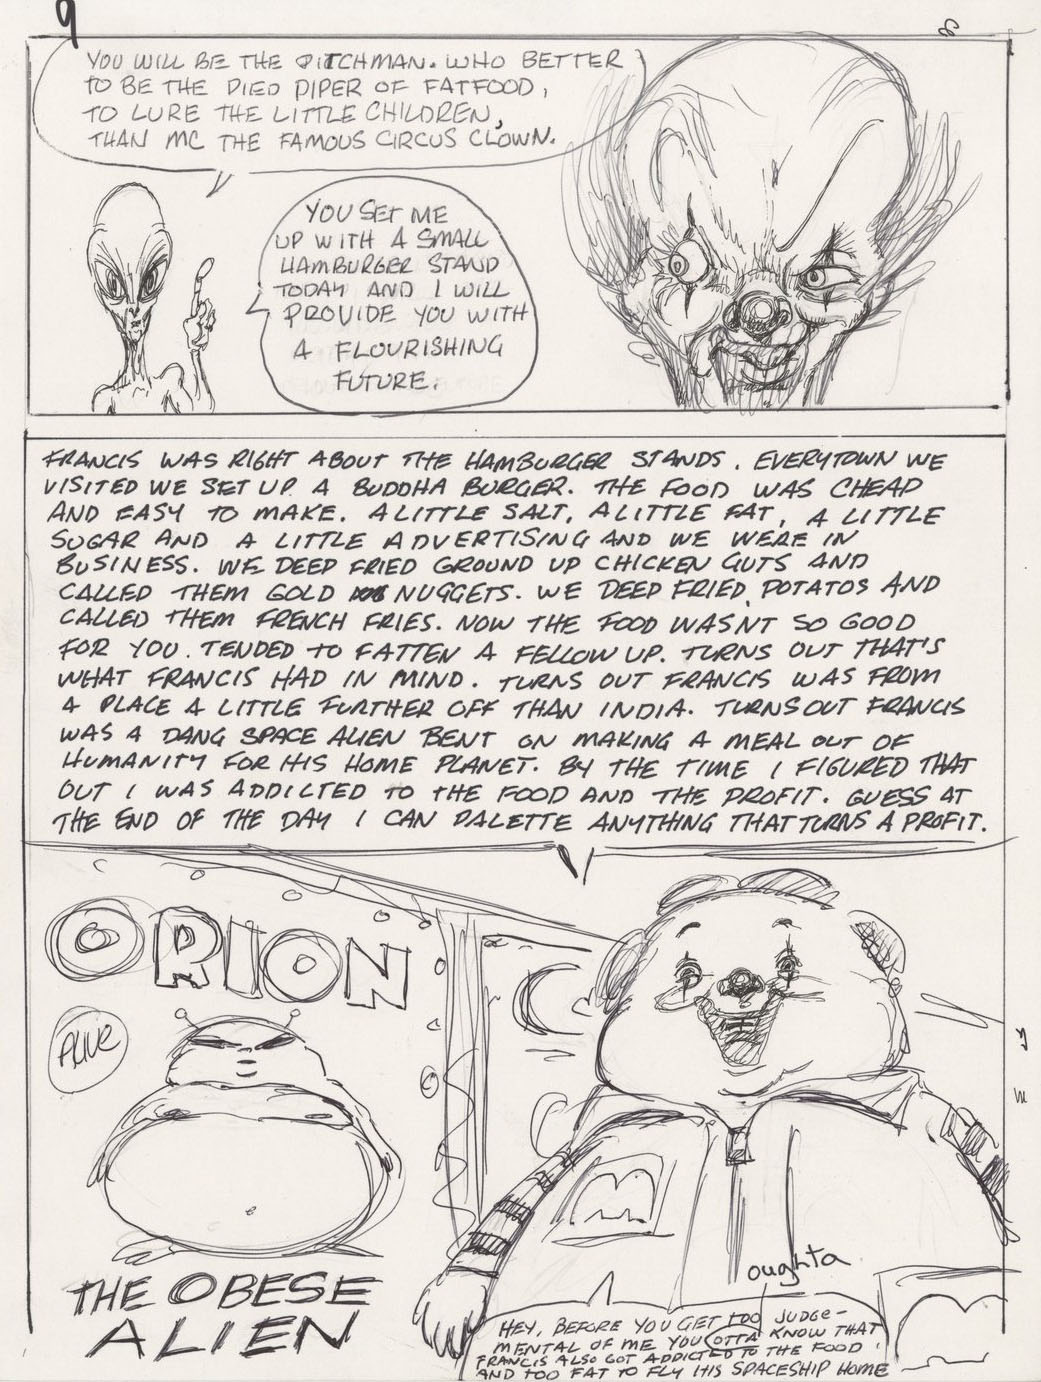 9
YOU WILL BE THE PITCHMAN. WHO BETTER
TO BE THE PIED PIPER OF FATFOOD,
TO LURE THE LITTLE CHILDREN,
THAN MC THE FAMOUS CIRCUS CLOWN.
YOU SET ME
UP WITH A SMALL
HAMBURGER STAND
TODAY AND I WILL
PROVIDE YOU WITH
A FLOURISHING
FUTURE.
FRANCIS WAS RIGHT ABOUT THE HAMBURGER STANDS. EVERYTOWN WE
VISITED WE SET UP A BUDDHA BURGER. THE FOOD WAS CHEAP
AND EASY TO MAKE. A LITTLE SALT, A LITTLE FAT, A LITTLE
SUGAR AND A LITTLE ADVERTISING AND WE WERE IN
BUSINESS. WE DEEP FRIED GROUND UP CHICKEN GUTS AND
CALLED THEM GOLD NUGGETS. WE DEEP FRIED POTATOS AND
CALLED THEM FRENCH FRIES. NOW THE FOOD WASNT SO GOOD
FOR YOU. TENDED TO FATTEN A FELLOW UP. TURNS OUT THAT'S
WHAT FRANCIS HAD IN MIND. TURNS OUT FRANCIS WAS FROM
A PLACE A LITTLE FURTHER OFF THAN INDIA. TURNS OUT FRANCIS
WAS A DANG SPACE ALIEN BENT ON MAKING A MEAL OUT OF
HUMANITY FOR HIS HOME PLANET. BY THE TIME I FIGURED THAT
OUT I WAS ADDICTED TO THE FOOD AND THE PROFIT. GUESS AT
THE END OF THE DAY I CAN PALETTE ANYTHING THAT TURNS A PROFIT.
ORION
ALIVE
THE OBESE
ALIEN
oughta
HEY, BEFORE YOU GET TOO JUDGE-
MENTAL OF ME YOU OTTA KNOW THAT
FRANCIS ALSO GOT ADDICTED TO THE FOOD
AND TOO FAT TO FLY HIS SPACESHIP HOME